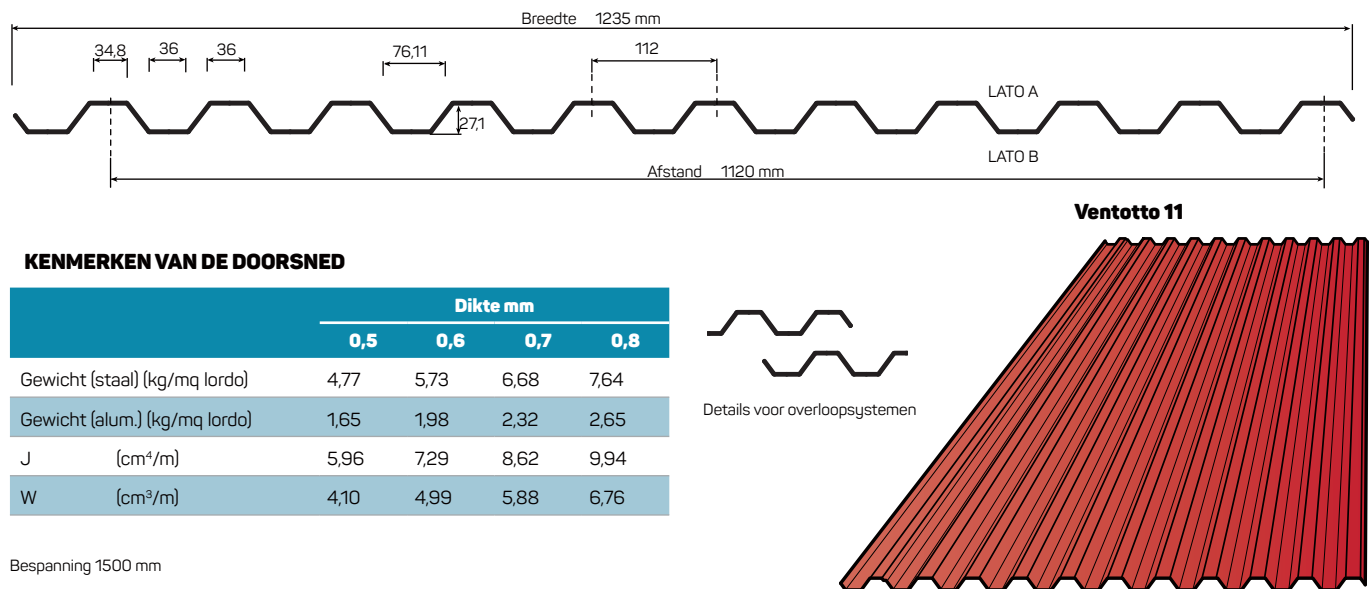 Breedte 1235 mm
34,8 36 36 76,11 112
LATO A
27,1
LATO B
Afstand 1120 mm
Ventotto 11
KENMERKEN VAN DE DOORSNED
Dikte mm
0,5 0,6 0,7 0,8
Gewicht (staal) (kg/mq lordo) 4,77 5,73 6,68 7,64
Gewicht (alum.) (kg/mq lordo) 1,65 1,98 2,32 2,65
J (cm⁴/m) 5,96 7,29 8,62 9,94
W (cm³/m) 4,10 4,99 5,88 6,76
Details voor overloopsystemen
Bespanning 1500 mm